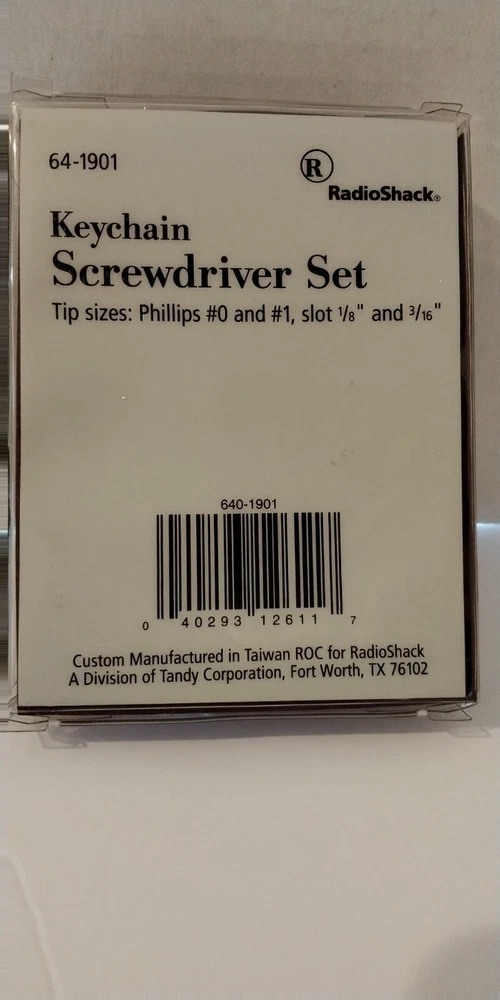 64-1901
R
RadioShack®
Keychain
Screwdriver Set
Tip sizes: Phillips #0 and #1, slot 1/8" and 3/16"
640-1901
0 40293 12611 7
Custom Manufactured in Taiwan ROC for RadioShack
A Division of Tandy Corporation, Fort Worth, TX 76102